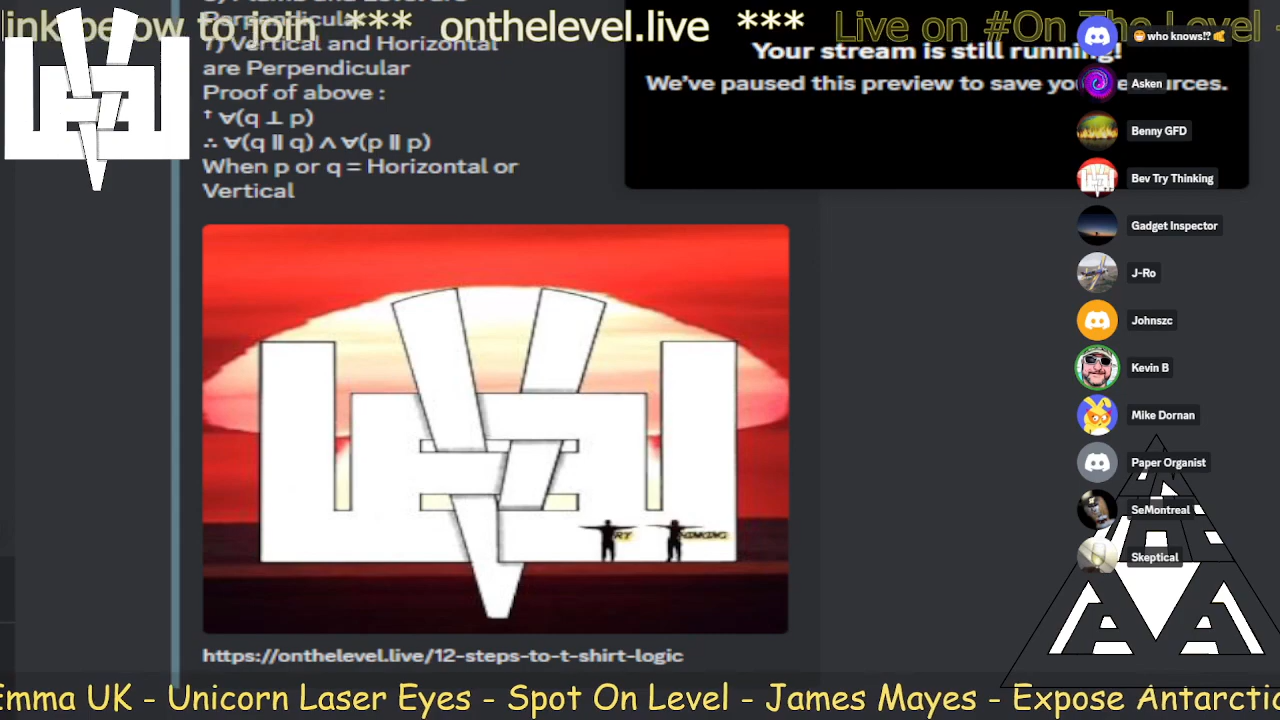 ink below to join *** onthelevel.live *** Live on #On The Level -
Perpendicular
7) Vertical and Horizontal
are Perpendicular
Proof of above :
† ∀(q ⊥ p)
∴ ∀(q ∥ q) ∧ ∀(p ∥ p)
When p or q = Horizontal or
Vertical
Your stream is still running!
We've paused this preview to save your resources.
who knows!?
Asken
Benny GFD
Bev Try Thinking
Gadget Inspector
J-Ro
Johnszc
Kevin B
Mike Dornan
Paper Organist
SeMontreal
Skeptical
https://onthelevel.live/12-steps-to-t-shirt-logic
Emma UK - Unicorn Laser Eyes - Spot On Level - James Mayes - Expose Antarctic